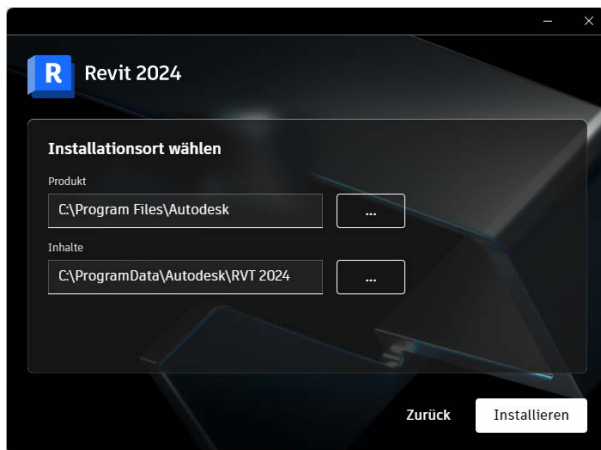 R Revit 2024
Installationsort wählen
Produkt
C:\Program Files\Autodesk ...
Inhalte
C:\ProgramData\Autodesk\RVT 2024 ...
Zurück Installieren